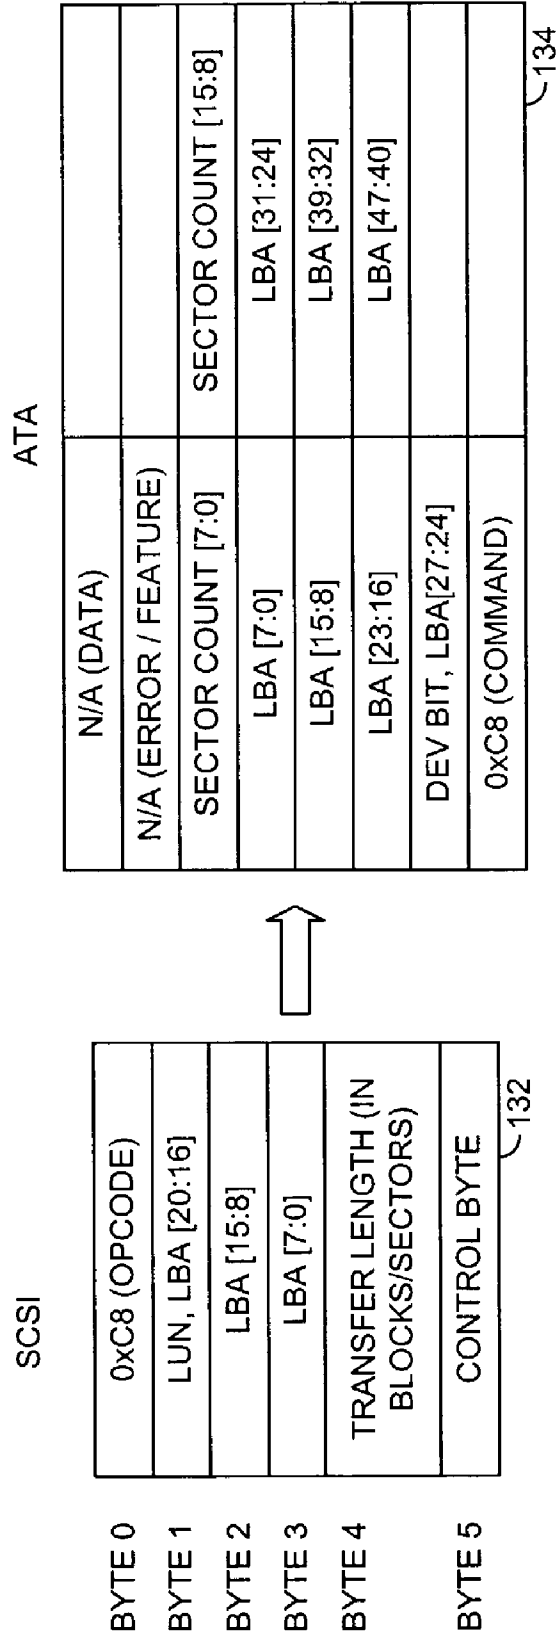 SCSI
BYTE 0
0xC8 (OPCODE)
BYTE 1
LUN, LBA [20:16]
BYTE 2
LBA [15:8]
BYTE 3
LBA [7:0]
BYTE 4
TRANSFER LENGTH (IN
BLOCKS/SECTORS)
BYTE 5
CONTROL BYTE
132
ATA
N/A (DATA)
N/A (ERROR / FEATURE)
SECTOR COUNT [7:0]
SECTOR COUNT [15:8]
LBA [7:0]
LBA [31:24]
LBA [15:8]
LBA [39:32]
LBA [23:16]
LBA [47:40]
DEV BIT, LBA[27:24]
0xC8 (COMMAND)
134